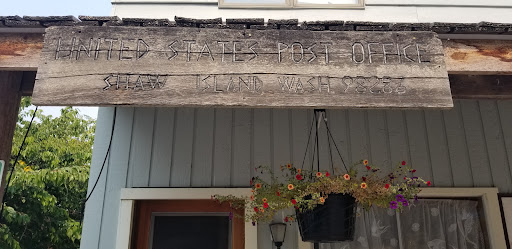 UNITED STATES POST OFFICE
SHAW ISLAND WASH 98286